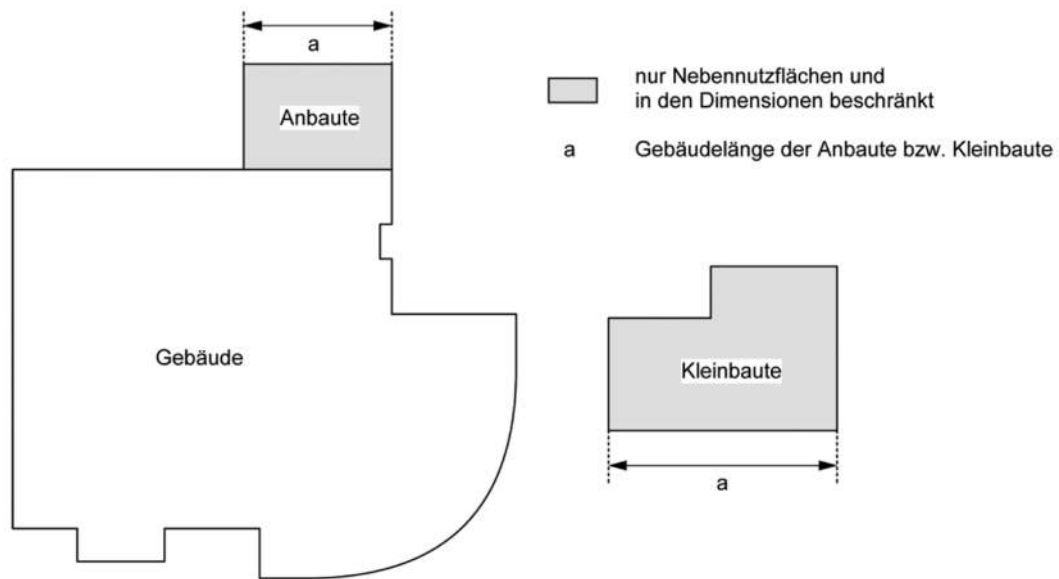 a
Anbaute
nur Nebennutzflächen und
in den Dimensionen beschränkt
a Gebäudelänge der Anbaute bzw. Kleinbaute
Gebäude
Kleinbaute
a